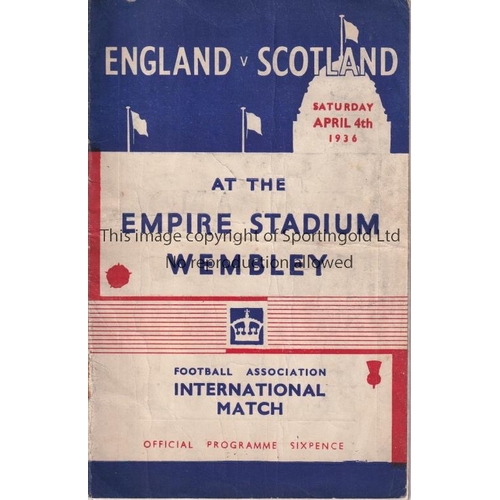 ENGLAND v SCOTLAND
SATURDAY
APRIL 4th
1936
AT THE
EMPIRE STADIUM
This image copyright of Sportingold Ltd
WEMBLEY
No reproduction allowed
FOOTBALL ASSOCIATION
INTERNATIONAL
MATCH
OFFICIAL PROGRAMME SIXPENCE